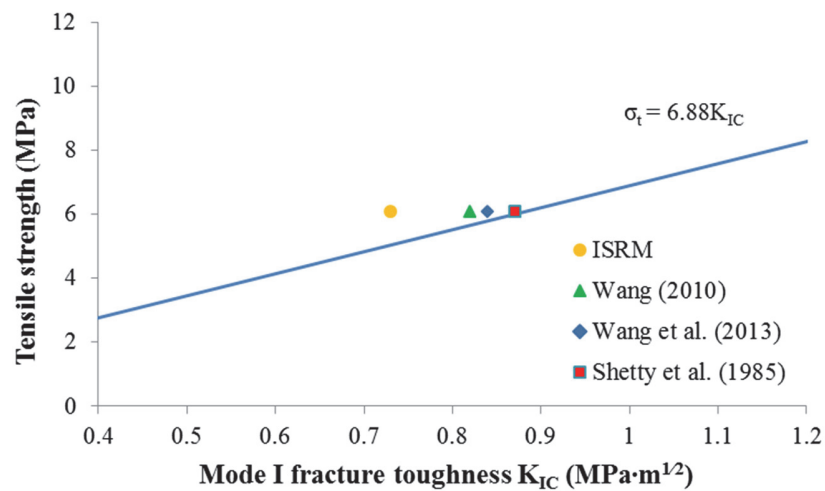 12
10
8
6
4
2
0
Tensile strength (MPa)
σt = 6.88KIC
ISRM
Wang (2010)
Wang et al. (2013)
Shetty et al. (1985)
0.4 0.5 0.6 0.7 0.8 0.9 1 1.1 1.2
Mode I fracture toughness KIC (MPa·m1/2)